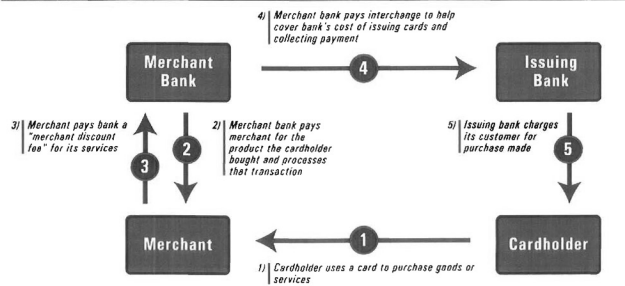 4) Merchant bank pays interchange to help
cover bank's cost of issuing cards and
collecting payment
Merchant
Bank
4
Issuing
Bank
3) Merchant pays bank a
"merchant discount
fee" for its services
3
2
2) Merchant bank pays
merchant for the
product the cardholder
bought and processes
that transaction
5) Issuing bank charges
its customer for
purchase made
5
Merchant
1
Cardholder
1) Cardholder uses a card to purchase goods or
services